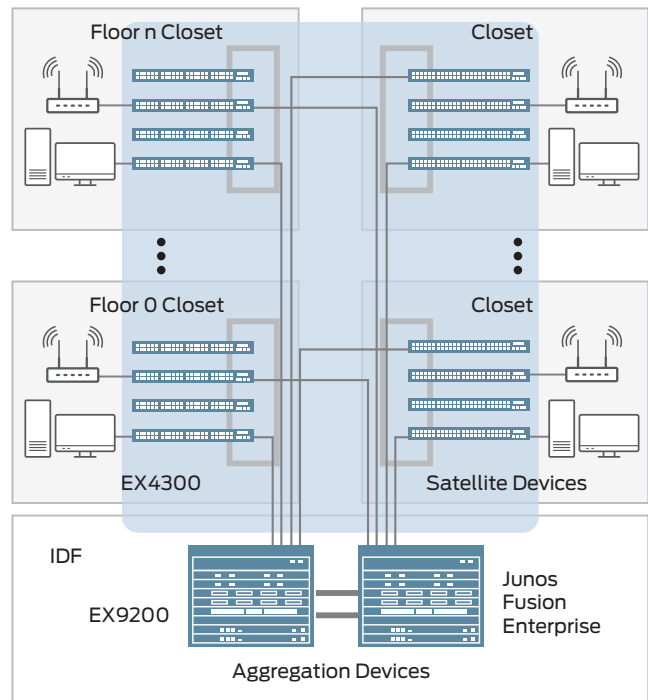 Floor n Closet
Closet
Floor 0 Closet
Closet
EX4300
Satellite Devices
IDF
EX9200
Junos
Fusion
Enterprise
Aggregation Devices